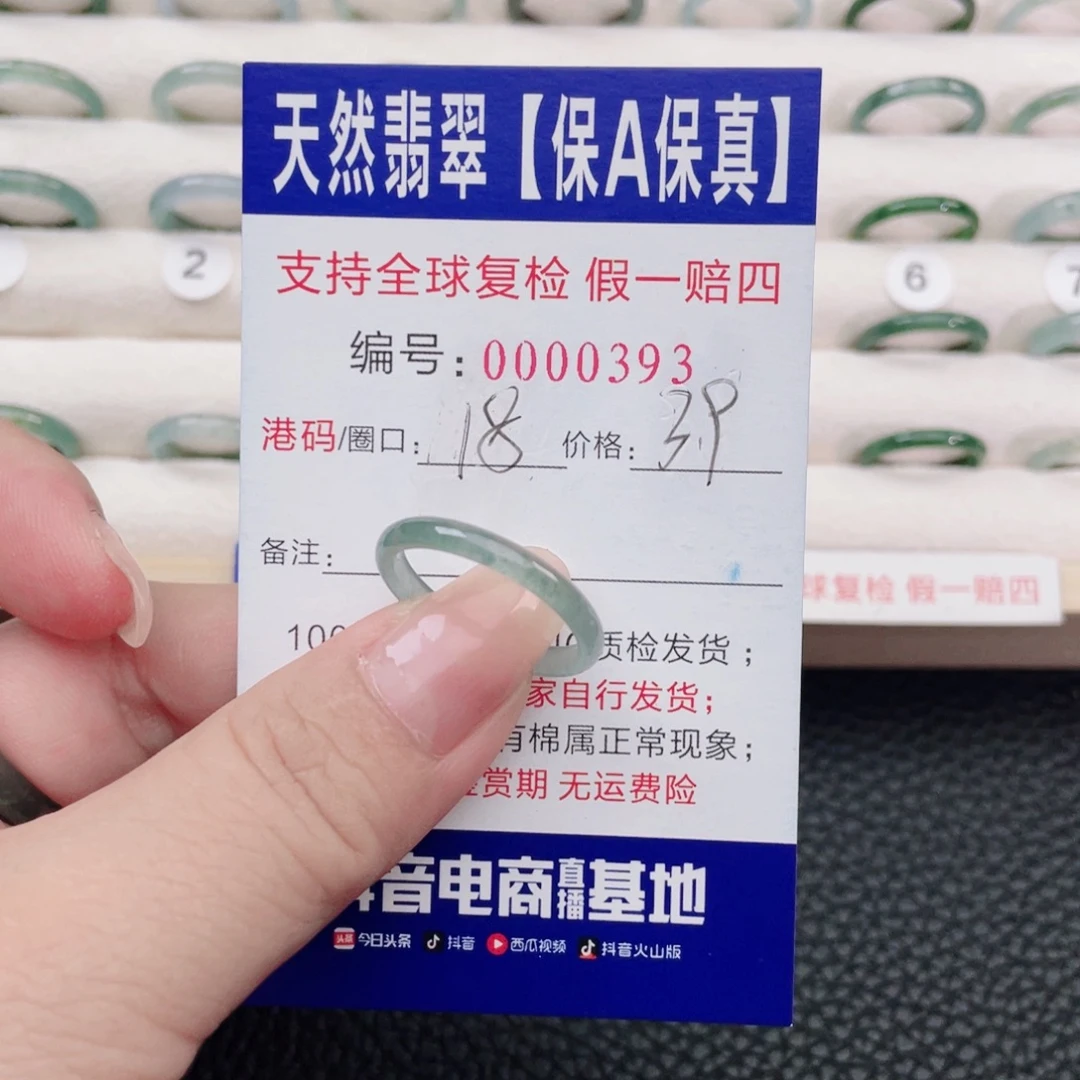 天然翡翠【保A保真】
支持全球复检 假一赔四
编号:0000393
港码/圈口: 18 价格: 39
备注:
质检发货;
家自行发货;
有棉属正常现象;
赏期 无运费险
音电商直播基地
头条 今日头条 抖音 西瓜视频 抖音火山版
2
6
7
球复检 假一赔四